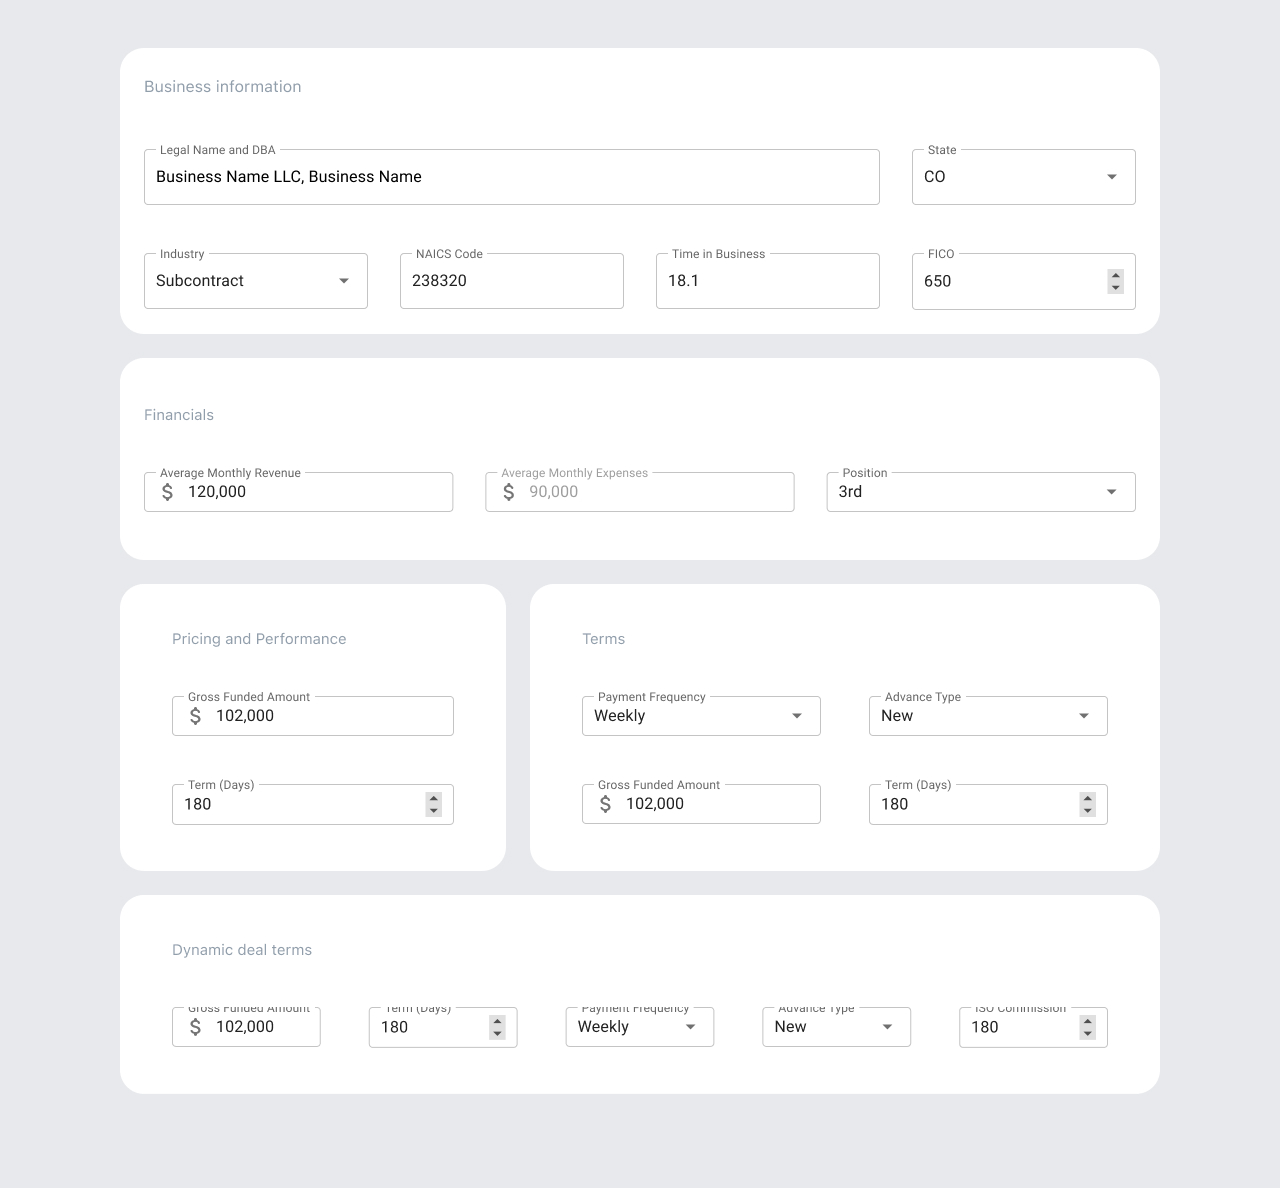 Business information
Legal Name and DBA
Business Name LLC, Business Name
State
CO
Industry
Subcontract
NAICS Code
238320
Time in Business
18.1
FICO
650
Financials
Average Monthly Revenue
$ 120,000
Average Monthly Expenses
$ 90,000
Position
3rd
Pricing and Performance
Gross Funded Amount
$ 102,000
Term (Days)
180
Terms
Payment Frequency
Weekly
Advance Type
New
Gross Funded Amount
$ 102,000
Term (Days)
180
Dynamic deal terms
Gross Funded Amount
$ 102,000
Term (Days)
180
Payment Frequency
Weekly
Advance Type
New
ISO Commission
180